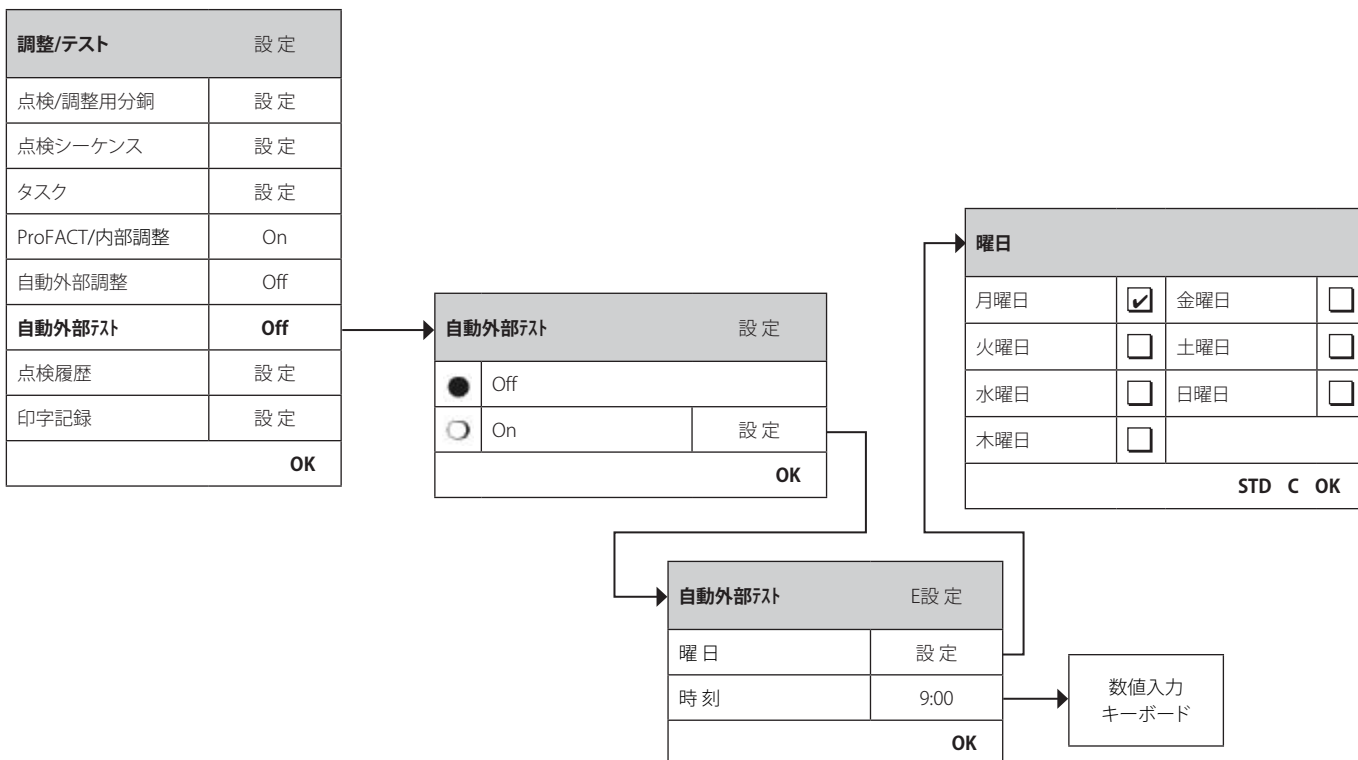 調整/テスト 設 定
点検/調整用分銅 設 定
点検シーケンス 設 定
タスク 設 定
ProFACT/内部調整 On
自動外部調整 Off
自動外部ﾃｽﾄ Off
点検履歴 設 定
印字記録 設 定
OK
自動外部ﾃｽﾄ 設 定
Off
On 設 定
OK
自動外部ﾃｽﾄ E設 定
曜 日 設 定
時 刻 9:00
OK
曜日
月曜日 金曜日
火曜日 土曜日
水曜日 日曜日
木曜日
STD C OK
数値入力
キーボード